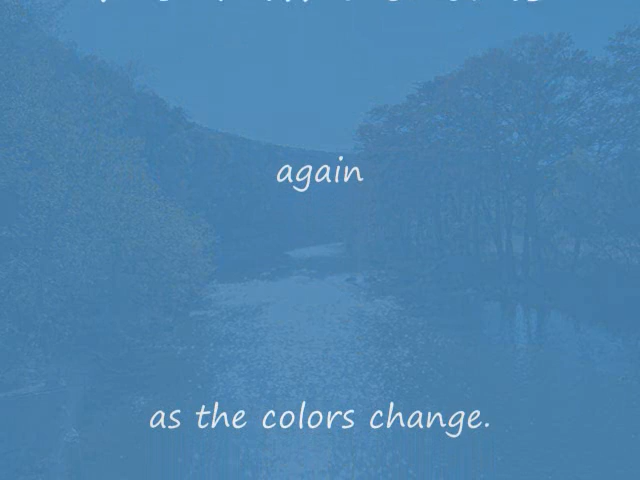 again
as the colors change.